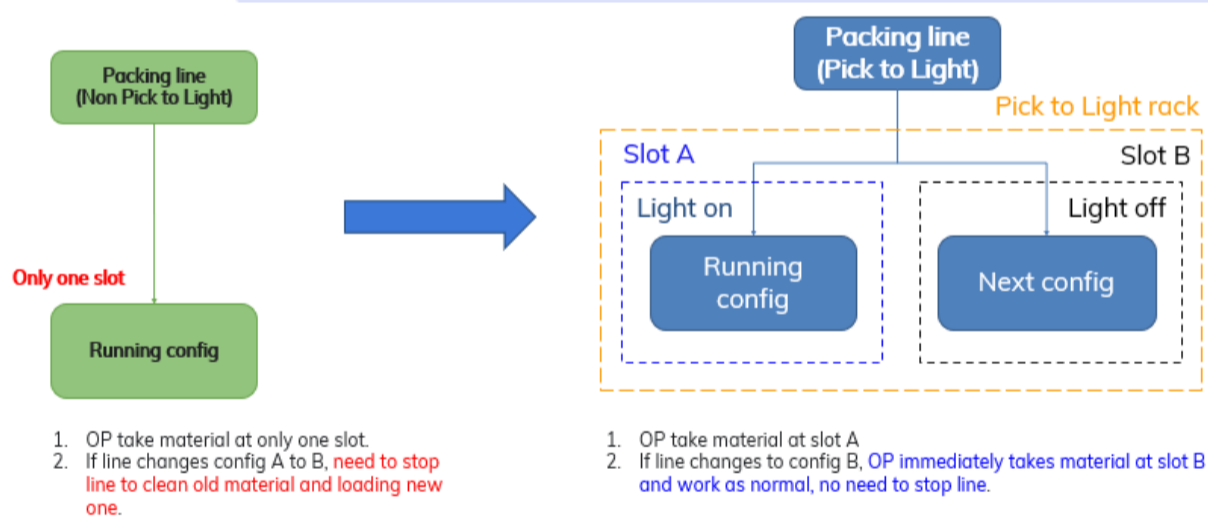 Packing line
(Non Pick to Light)
Only one slot
Running config
1. OP take material at only one slot.
2. If line changes config A to B, need to stop
line to clean old material and loading new
one.
Packing line
(Pick to Light)
Pick to Light rack
Slot A
Slot B
Light on
Light off
Running
config
Next config
1. OP take material at slot A
2. If line changes to config B, OP immediately takes material at slot B
and work as normal, no need to stop line.